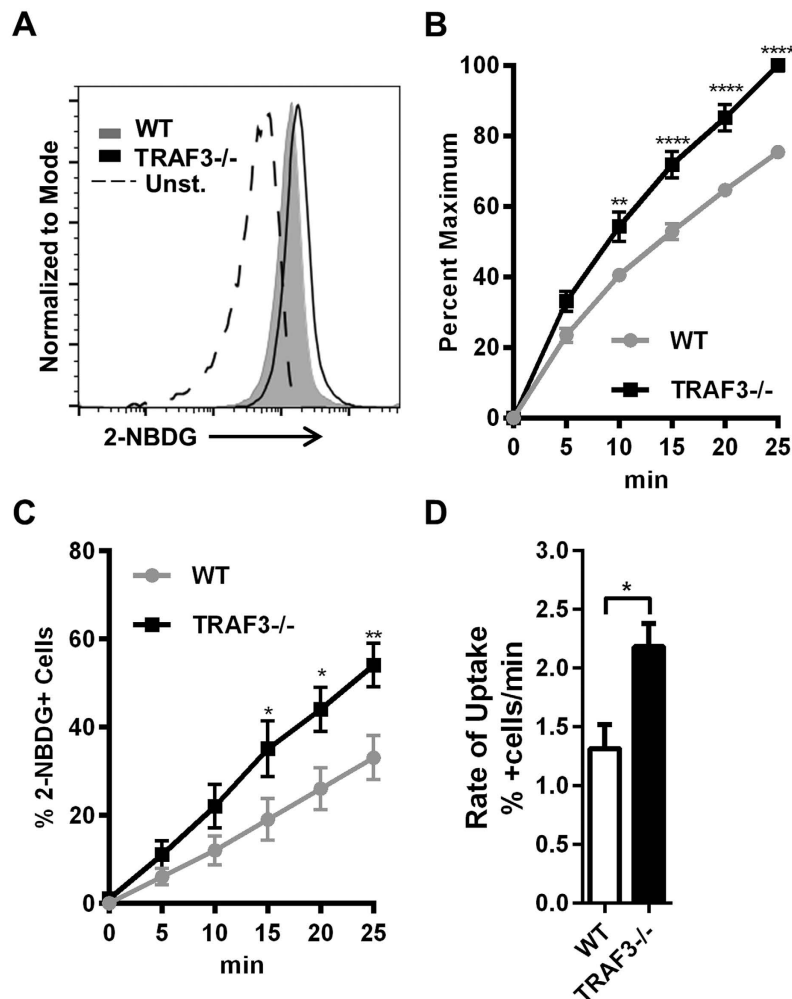 A
Normalized to Mode
WT
TRAF3-/-
Unst.
2-NBDG
B
Percent Maximum
100
80
60
40
20
0
**
****
****
****
WT
TRAF3-/-
0 5 10 15 20 25
min
C
% 2-NBDG+ Cells
80
60
40
20
0
WT
TRAF3-/-
*
*
**
0 5 10 15 20 25
min
D
Rate of Uptake
% +cells/min
3.0
2.5
2.0
1.5
1.0
0.5
0.0
*
WT
TRAF3-/-